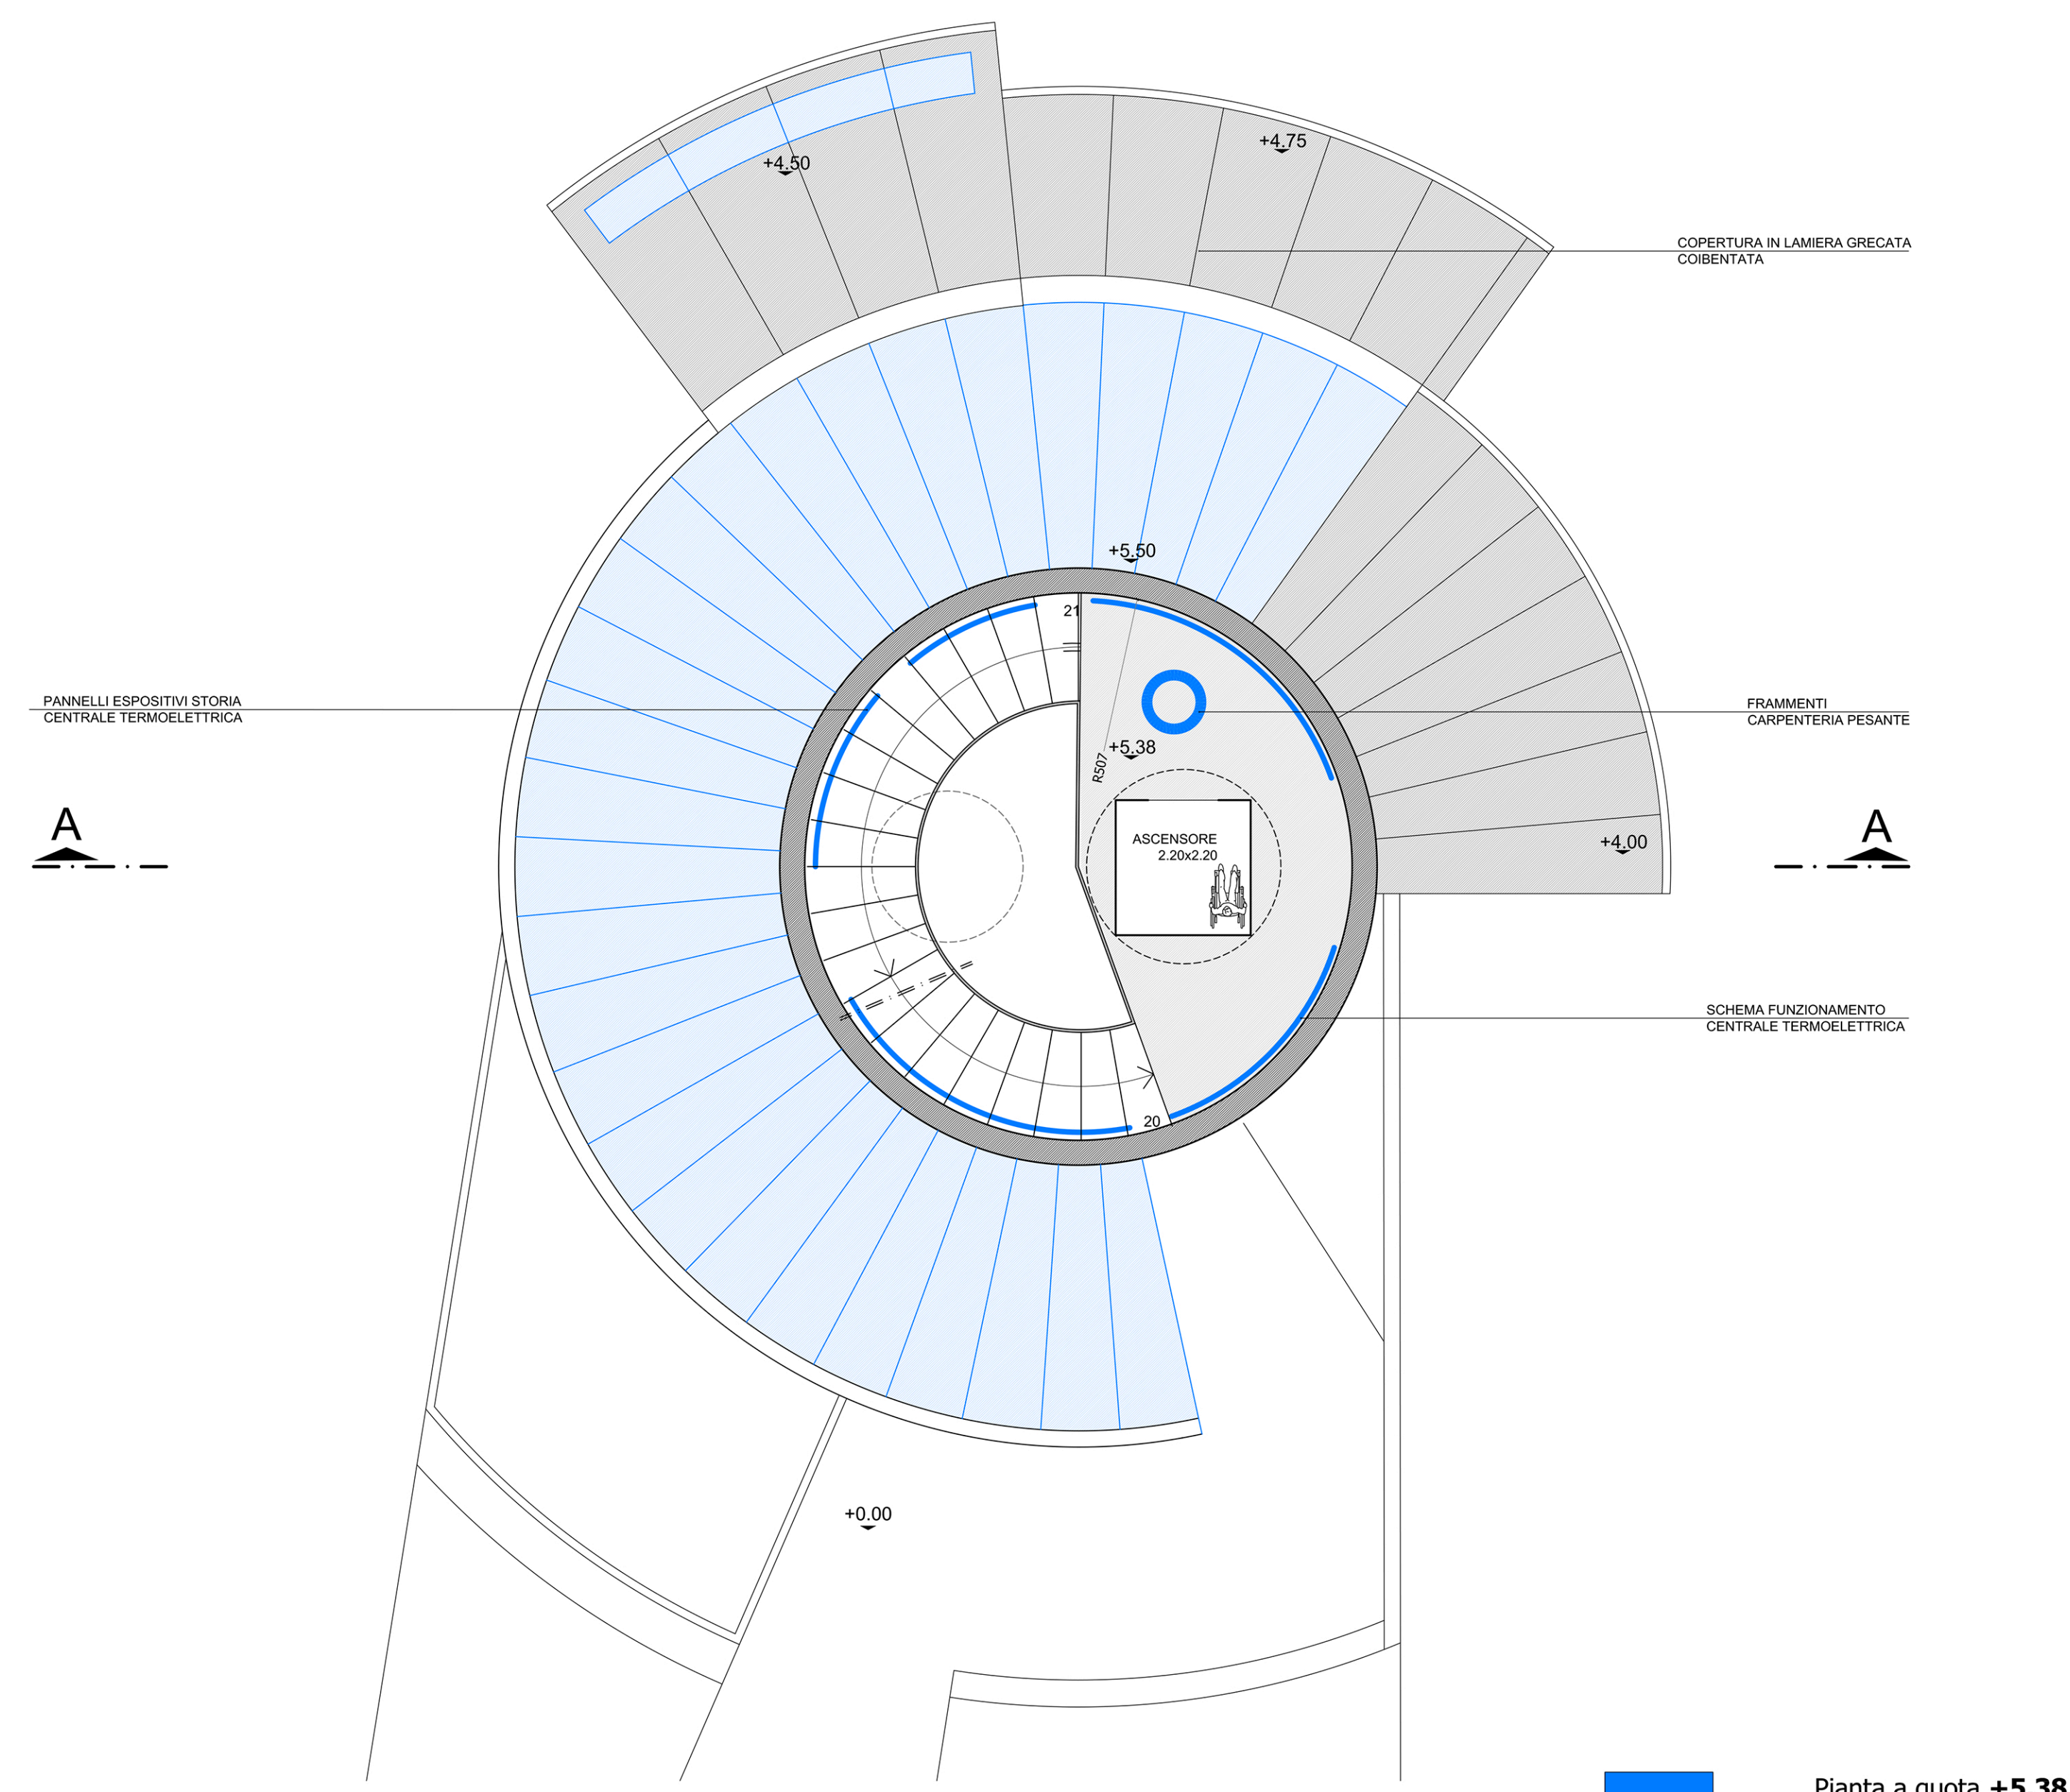 +4.50
+4.75
COPERTURA IN LAMIERA GRECATA
COIBENTATA
+5.50
21
PANNELLI ESPOSITIVI STORIA
CENTRALE TERMOELETTRICA
FRAMMENTI
CARPENTERIA PESANTE
+5.38
R507
A
A
ASCENSORE
2.20x2.20
+4.00
SCHEMA FUNZIONAMENTO
CENTRALE TERMOELETTRICA
20
+0.00
Pianta a quota +5.38